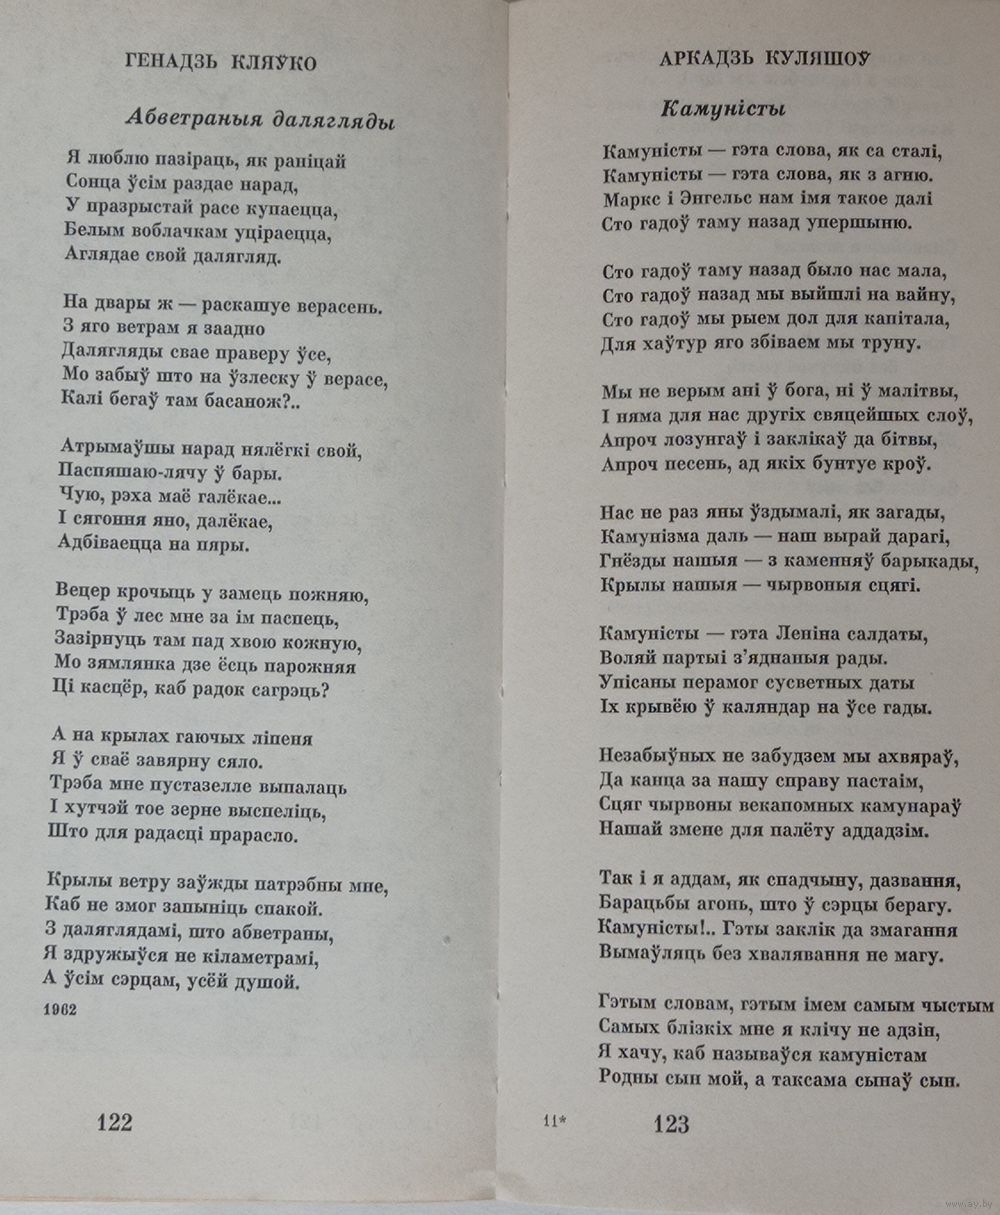 ГЕНАДЗЬ КЛЯЎКО
Абветраныя далягляды
Я люблю пазіраць, як раніцай
Сонца ўсім раздае нарад,
У празрыстай расе купаецца,
Белым воблачкам уціраецца,
Аглядае свой далягляд.
На двары ж — раскашуе верасень.
З яго ветрам я заадно
Далягляды свае праверу ўсе,
Мо забыў што на ўзлеску ў верасе,
Калі бегаў там басанож?..
Атрымаўшы нарад нялёгкі свой,
Паспяшаю-лячу ў бары.
Чую, рэха маё галёкае...
І сягоння яно, далёкае,
Адбіваецца на пяры.
Вецер крочыць у замець пожняю,
Трэба ў лес мне за ім паспець,
Зазірнуць там пад хвою кожную,
Мо зямлянка дзе ёсць парожняя
Ці касцёр, каб радок сагрэць?
А на крылах гаючых ліпеня
Я ў сваё завярну сяло.
Трэба мне пустазелле выпалаць
І хутчэй тое зерне выспеліць,
Што для радасці прарасло.
Крылы ветру заўжды патрэбны мне,
Каб не змог запыніць спакой.
З даляглядамі, што абветраны,
Я здружыўся не кіламетрамі,
А ўсім сэрцам, усёй душой.
1962
122
АРКАДЗЬ КУЛЯШОЎ
Камуністы
Камуністы — гэта слова, як са сталі,
Камуністы — гэта слова, як з агню.
Маркс і Энгельс нам імя такое далі
Сто гадоў таму назад упершыню.
Сто гадоў таму назад было нас мала,
Сто гадоў назад мы выйшлі на вайну,
Сто гадоў мы рыем дол для капітала,
Для хаўтур яго збіваем мы труну.
Мы не верым ані ў бога, ні ў малітвы,
І няма для нас другіх свяцейшых слоў,
Апроч лозунгаў і заклікаў да бітвы,
Апроч песень, ад якіх бунтуе кроў.
Нас не раз яны ўздымалі, як загады,
Камунізма даль — наш вырай дарагі,
Гнёзды нашыя — з каменняў барыкады,
Крылы нашыя — чырвоныя сцягі.
Камуністы — гэта Леніна салдаты,
Воляй партыі з’яднаныя рады.
Упісаны перамог сусветных даты
Іх крывёю ў каляндар на ўсе гады.
Незабыўных не забудзем мы ахвяраў,
Да канца за нашу справу пастаім,
Сцяг чырвоны векапомных камунараў
Нашай змене для палёту аддадзім.
Так і я аддам, як спадчыну, дазвання,
Барацьбы агонь, што ў сэрцы берагу.
Камуністы!.. Гэты заклік да змагання
Вымаўляць без хвалявання не магу.
Гэтым словам, гэтым імем самым чыстым
Самых блізкіх мне я клічу не адзін,
Я хачу, каб называўся камуністам
Родны сын мой, а таксама сынаў сын.
11*
123
www.ay.by